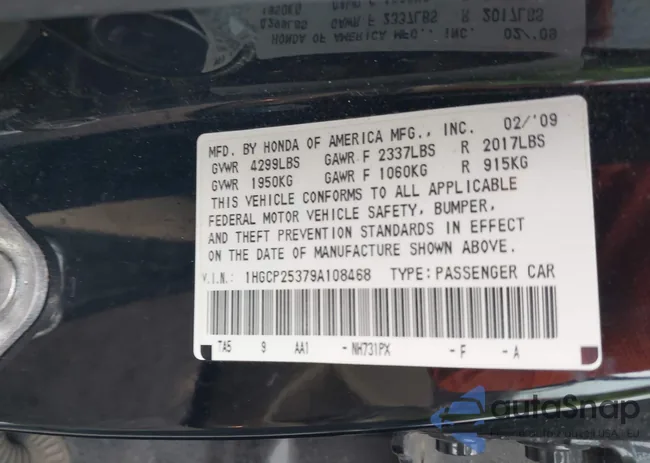 MFD. BY HONDA OF AMERICA MFG., INC. 02/'09
GVWR 4299LBS GAWR F 2337LBS R 2017LBS
GVWR 1950KG GAWR F 1060KG R 915KG
THIS VEHICLE CONFORMS TO ALL APPLICABLE
FEDERAL MOTOR VEHICLE SAFETY, BUMPER,
AND THEFT PREVENTION STANDARDS IN EFFECT
ON THE DATE OF MANUFACTURE SHOWN ABOVE.
V.I.N.: 1HGCP25379A108468 TYPE: PASSENGER CAR
TA5 9 AA1 -NH731PX -F -A
autoSnap